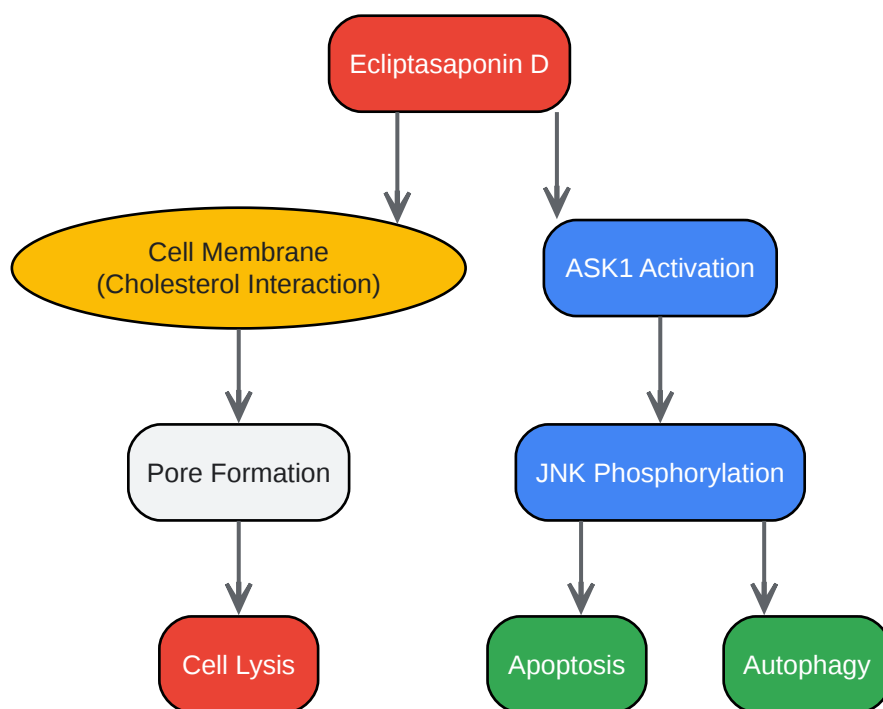 Ecliptasaponin D
Cell Membrane
(Cholesterol Interaction)
ASK1 Activation
Pore Formation
JNK Phosphorylation
Cell Lysis
Apoptosis
Autophagy